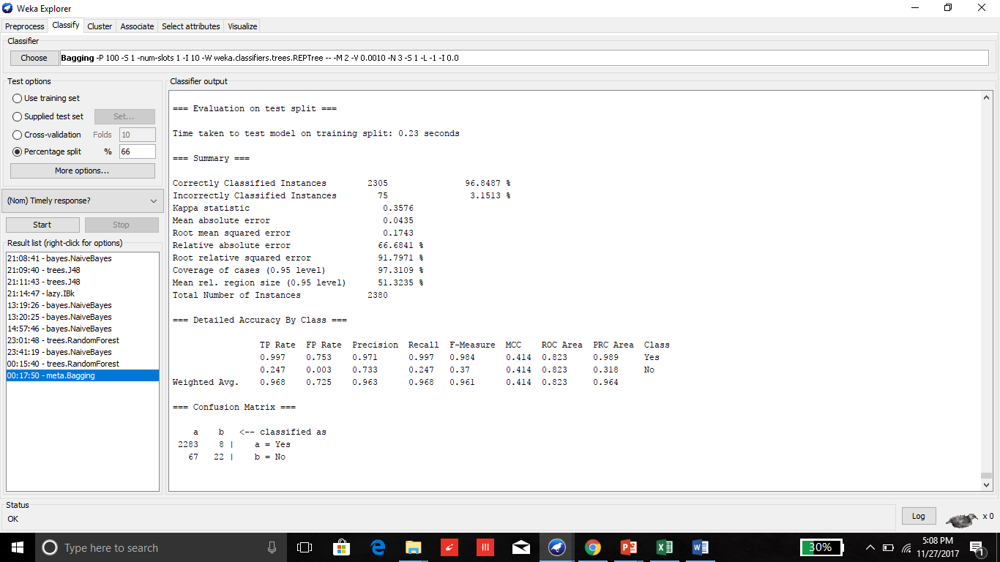 Weka Explorer
Preprocess Classify Cluster Associate Select attributes Visualize
Classifier
Choose Bagging -P 100 -S 1 -num-slots 1 -I 10 -W weka.classifiers.trees.REPTree -- -M 2 -V 0.0010 -N 3 -S 1 -L -1 -I 0.0
Test options
Use training set
Supplied test set Set...
Cross-validation Folds 10
Percentage split % 66
More options...
(Nom) Timely response?
Start Stop
Result list (right-click for options)
21:08:41 - bayes.NaiveBayes
21:09:40 - trees.J48
21:11:43 - trees.J48
21:14:47 - lazy.IBk
13:19:26 - bayes.NaiveBayes
13:20:25 - bayes.NaiveBayes
14:57:46 - bayes.NaiveBayes
23:01:48 - trees.RandomForest
23:41:19 - bayes.NaiveBayes
00:15:40 - trees.RandomForest
00:17:50 - meta.Bagging
Classifier output
=== Evaluation on test split ===
Time taken to test model on training split: 0.23 seconds
=== Summary ===
Correctly Classified Instances 2305 96.8487 %
Incorrectly Classified Instances 75 3.1513 %
Kappa statistic 0.3576
Mean absolute error 0.0435
Root mean squared error 0.1743
Relative absolute error 66.6841 %
Root relative squared error 91.7971 %
Coverage of cases (0.95 level) 97.3109 %
Mean rel. region size (0.95 level) 51.3235 %
Total Number of Instances 2380
=== Detailed Accuracy By Class ===
TP Rate FP Rate Precision Recall F-Measure MCC ROC Area PRC Area Class
0.997 0.753 0.971 0.997 0.984 0.414 0.823 0.989 Yes
0.247 0.003 0.733 0.247 0.37 0.414 0.823 0.318 No
Weighted Avg. 0.968 0.725 0.963 0.968 0.961 0.414 0.823 0.964
=== Confusion Matrix ===
a b <-- classified as
2283 8 | a = Yes
67 22 | b = No
Status
OK
Log x 0
Type here to search
30%
5:08 PM
11/27/2017
1